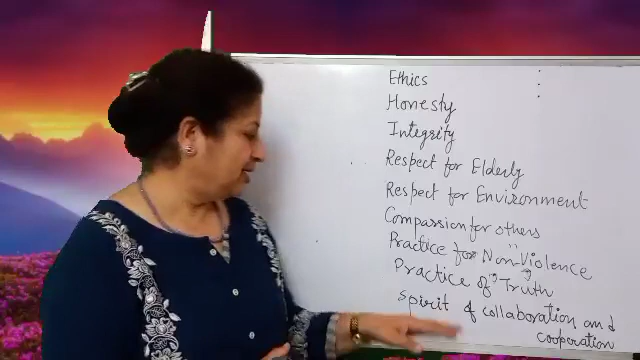 Ethics :
Honesty
Integrity
Respect for Elderly
Respect for Environment
Compassion for others
Practice for Non-Violence
Practice of Truth
Spirit of collaboration and
cooperation